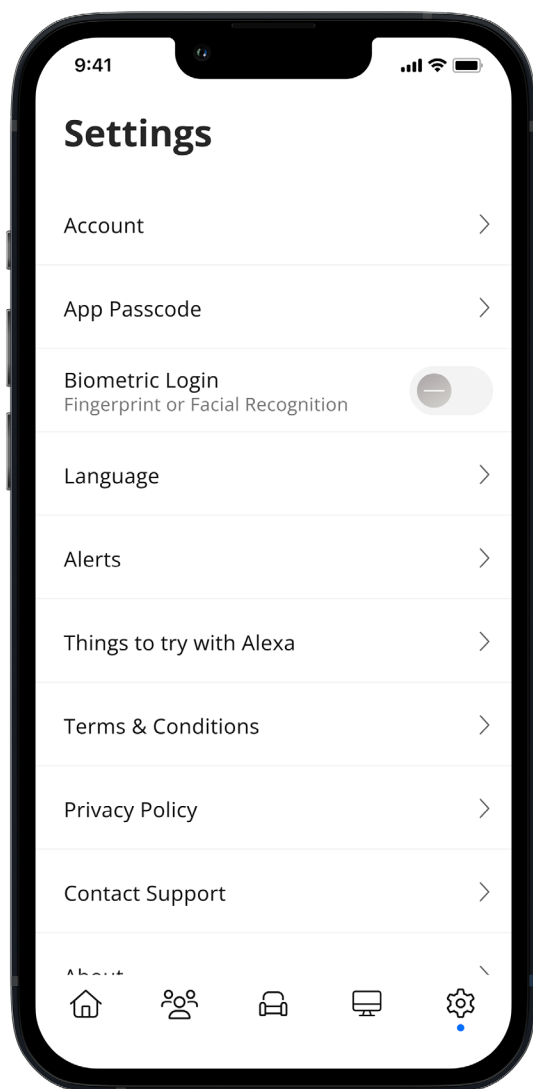 9:41
Settings
Account
App Passcode
Biometric Login
Fingerprint or Facial Recognition
Language
Alerts
Things to try with Alexa
Terms & Conditions
Privacy Policy
Contact Support
About